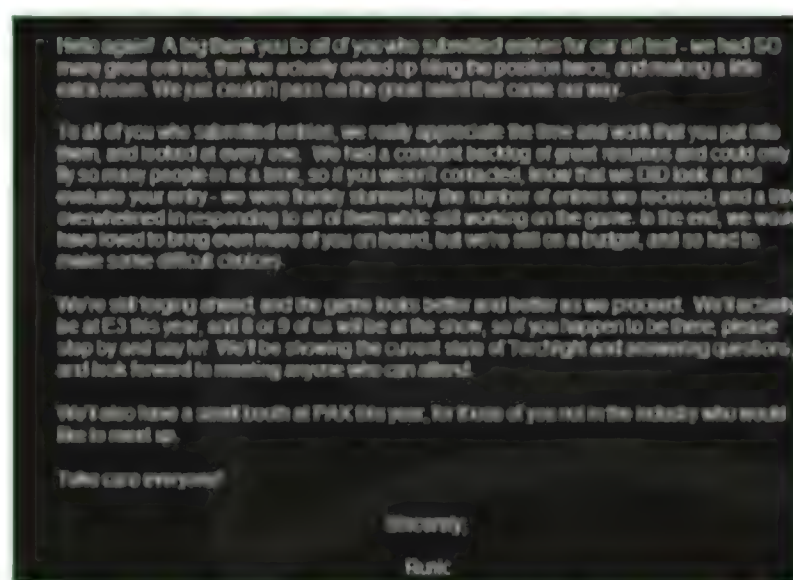 Hello again! A big thank you to all of you who submitted entries for our art test - we had SO
many great entries, that we actually ended up filling the position twice, and making a little
extra room. We just couldn't pass on the great talent that came our way.
To all of you who submitted entries, we really appreciate the time and work that you put into
them, and looked at every one. We had a constant backlog of great resumes and could only
try so many people in at a time, so if you weren't contacted, know that we DID look at and
evaluate your entry - we were frankly stunned by the number of entries we received, and a little
overwhelmed in responding to all of them while still working on the game. In the end, we would
have loved to bring even more of you on board, but we're still on a budget, and so had to
make some difficult choices.
We're still forging ahead, and the game looks better and better as we proceed. We'll actually
be at E3 this year, and 8 or 9 of us will be at the show, so if you happen to be there, please
stop by and say hi! We'll be showing the current state of Torchlight and answering questions,
and look forward to meeting anyone who can attend.
We'll also have a small booth at PAX this year, for those of you not in the industry who would
like to meet up.
Take care everyone!
Sincerely,
Runic